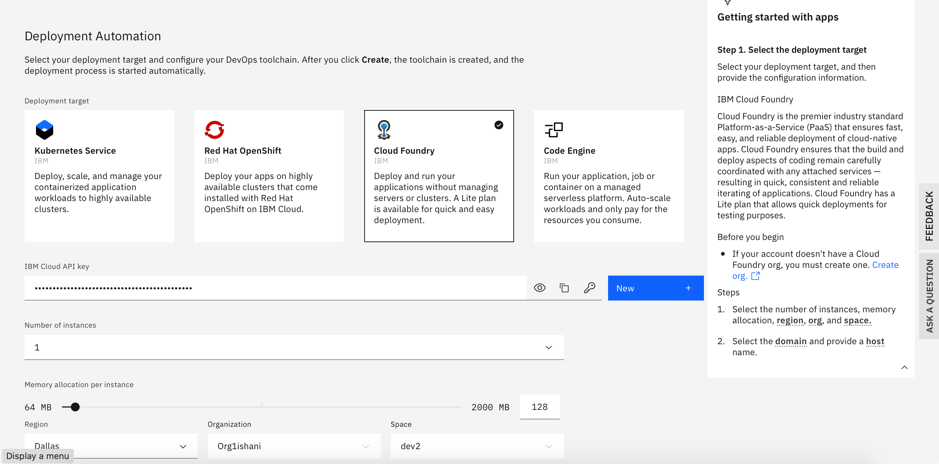 Deployment Automation
Select your deployment target and configure your DevOps toolchain. After you click Create, the toolchain is created, and the
deployment process is started automatically.
Deployment target
Kubernetes Service
IBM
Deploy, scale, and manage your
containerized application
workloads to highly available
clusters.
Red Hat OpenShift
IBM
Deploy your apps on highly
available clusters that come
installed with Red Hat
OpenShift on IBM Cloud.
Cloud Foundry
IBM
Deploy and run your
applications without managing
servers or clusters. A Lite plan
is available for quick and easy
deployment.
Code Engine
IBM
Run your application, job or
container on a managed
serverless platform. Auto-scale
workloads and only pay for the
resources you consume.
IBM Cloud API key
New +
Number of instances
1
Memory allocation per instance
64 MB 2000 MB 128
Region Organization Space
Dallas Org1ishani dev2
Display a menu
Getting started with apps
Step 1. Select the deployment target
Select your deployment target, and then
provide the configuration information.
IBM Cloud Foundry
Cloud Foundry is the premier industry standard
Platform-as-a-Service (PaaS) that ensures fast,
easy, and reliable deployment of cloud-native
apps. Cloud Foundry ensures that the build and
deploy aspects of coding remain carefully
coordinated with any attached services —
resulting in quick, consistent and reliable
iterating of applications. Cloud Foundry has a
Lite plan that allows quick deployments for
testing purposes.
Before you begin
• If your account doesn't have a Cloud
Foundry org, you must create one. Create
org.
Steps
1. Select the number of instances, memory
allocation, region, org, and space.
2. Select the domain and provide a host
name.
FEEDBACK
ASK A QUESTION